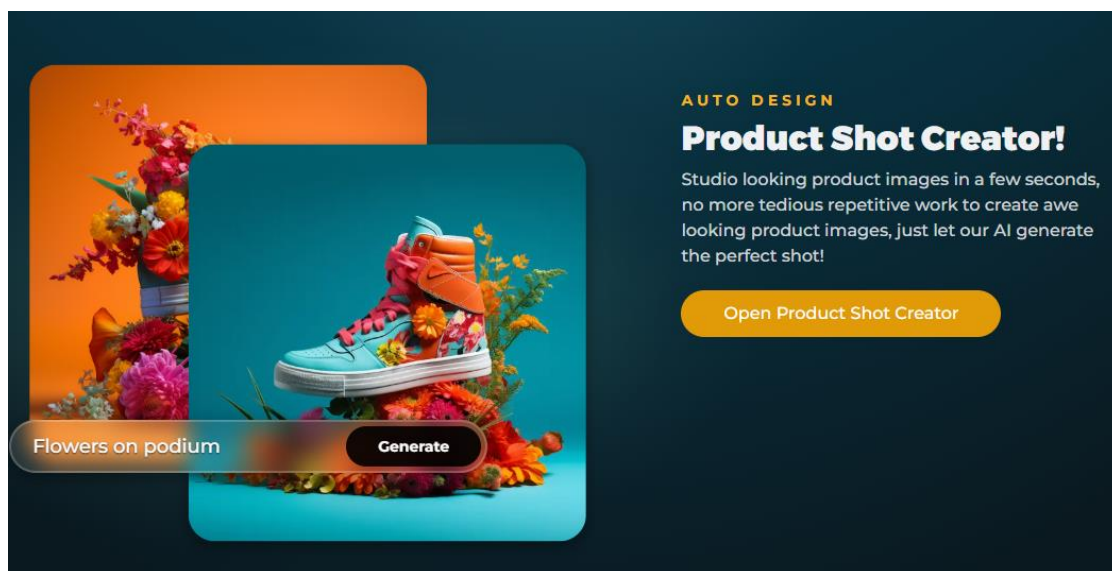 AUTO DESIGN
Product Shot Creator!
Studio looking product images in a few seconds,
no more tedious repetitive work to create awe
looking product images, just let our AI generate
the perfect shot!
Open Product Shot Creator
Flowers on podium
Generate